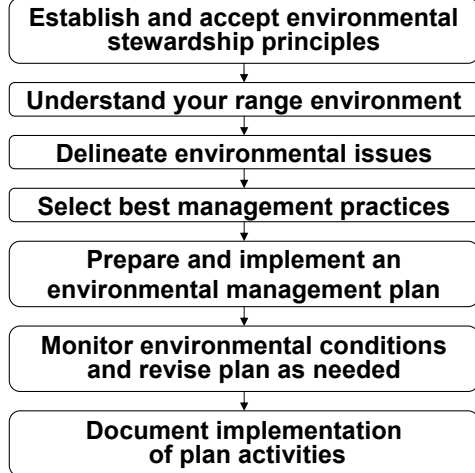 Establish and accept environmental
stewardship principles
Understand your range environment
Delineate environmental issues
Select best management practices
Prepare and implement an
environmental management plan
Monitor environmental conditions
and revise plan as needed
Document implementation
of plan activities